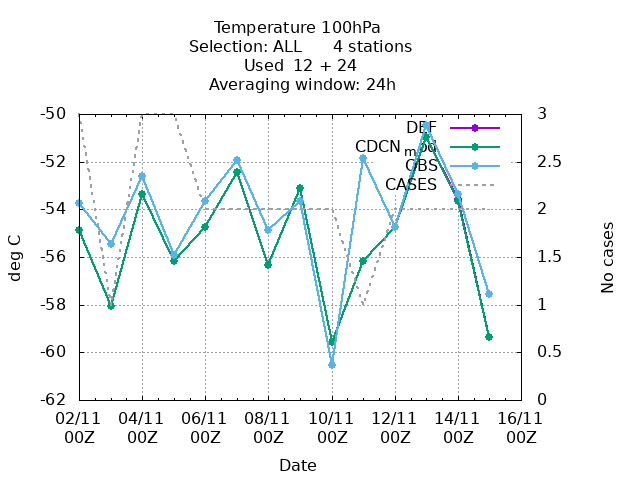 Temperature 100hPa
Selection: ALL 4 stations
Used 12 + 24
Averaging window: 24h
-50 3
DEF
CDCN mod
OBS
-52 2.5
CASES
-54 2
-56 1.5
-58 1
-60 0.5
-62 0
deg C
No cases
02/11 04/11 06/11 08/11 10/11 12/11 14/11 16/11
00Z 00Z 00Z 00Z 00Z 00Z 00Z 00Z
Date